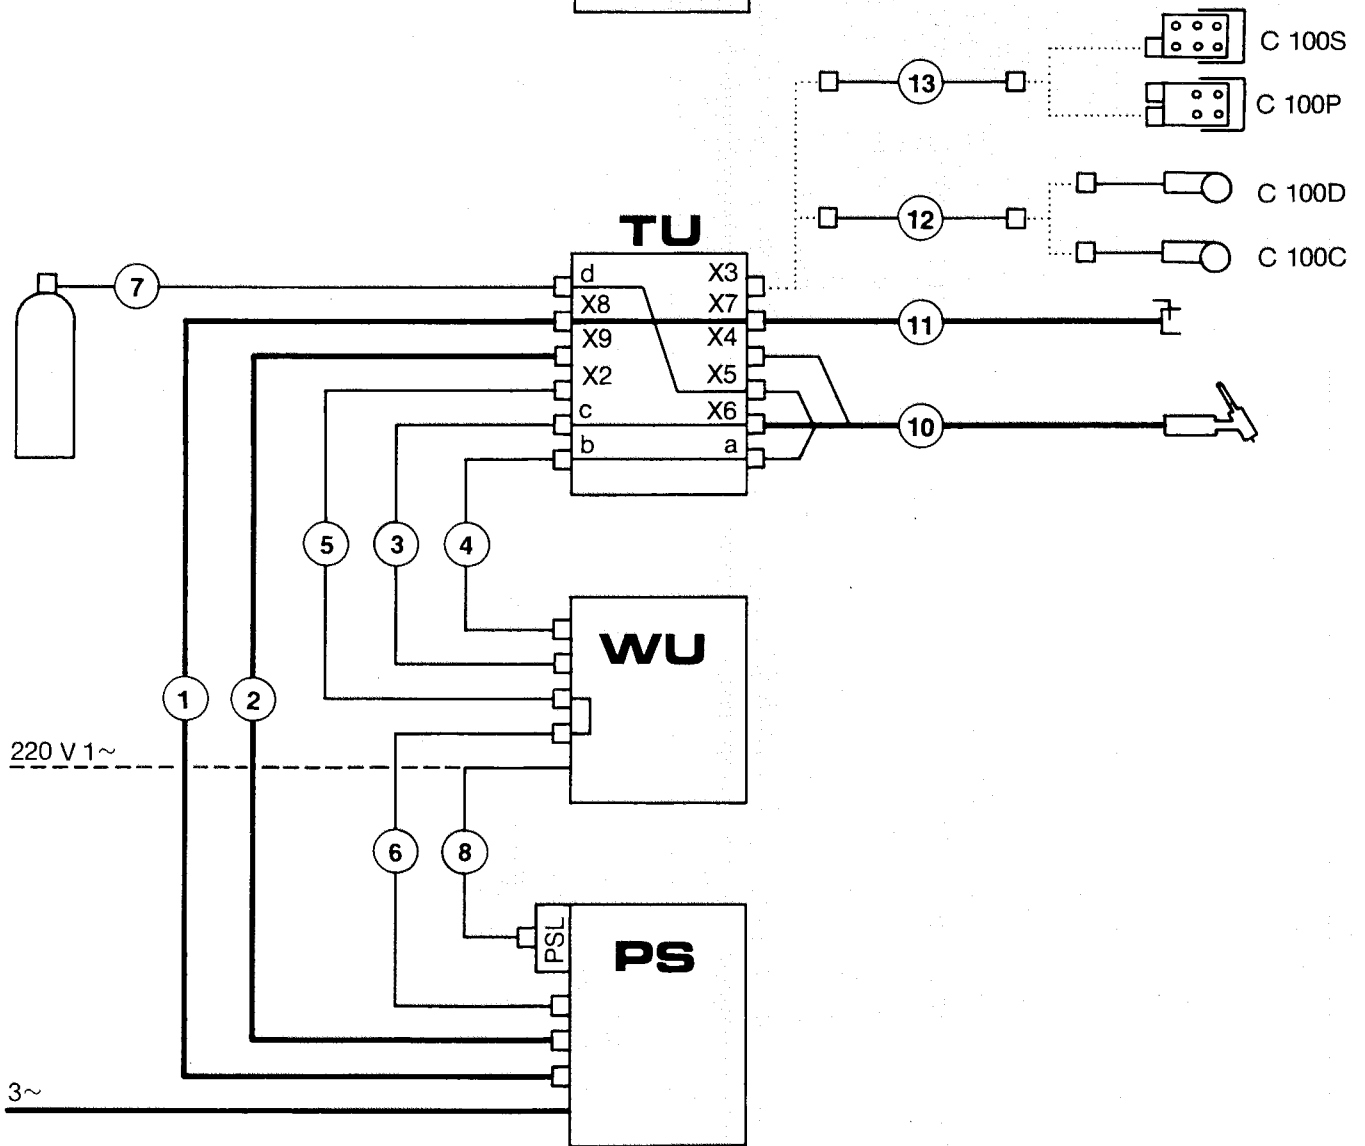 C 100S
13
C 100P
C 100D
12
TU
C 100C
d X3
7
X8 X7
11
X9 X4
X2 X5
c X6
10
b a
5 3 4
WU
1 2
220 V 1~
6 8
PSL
PS
3~